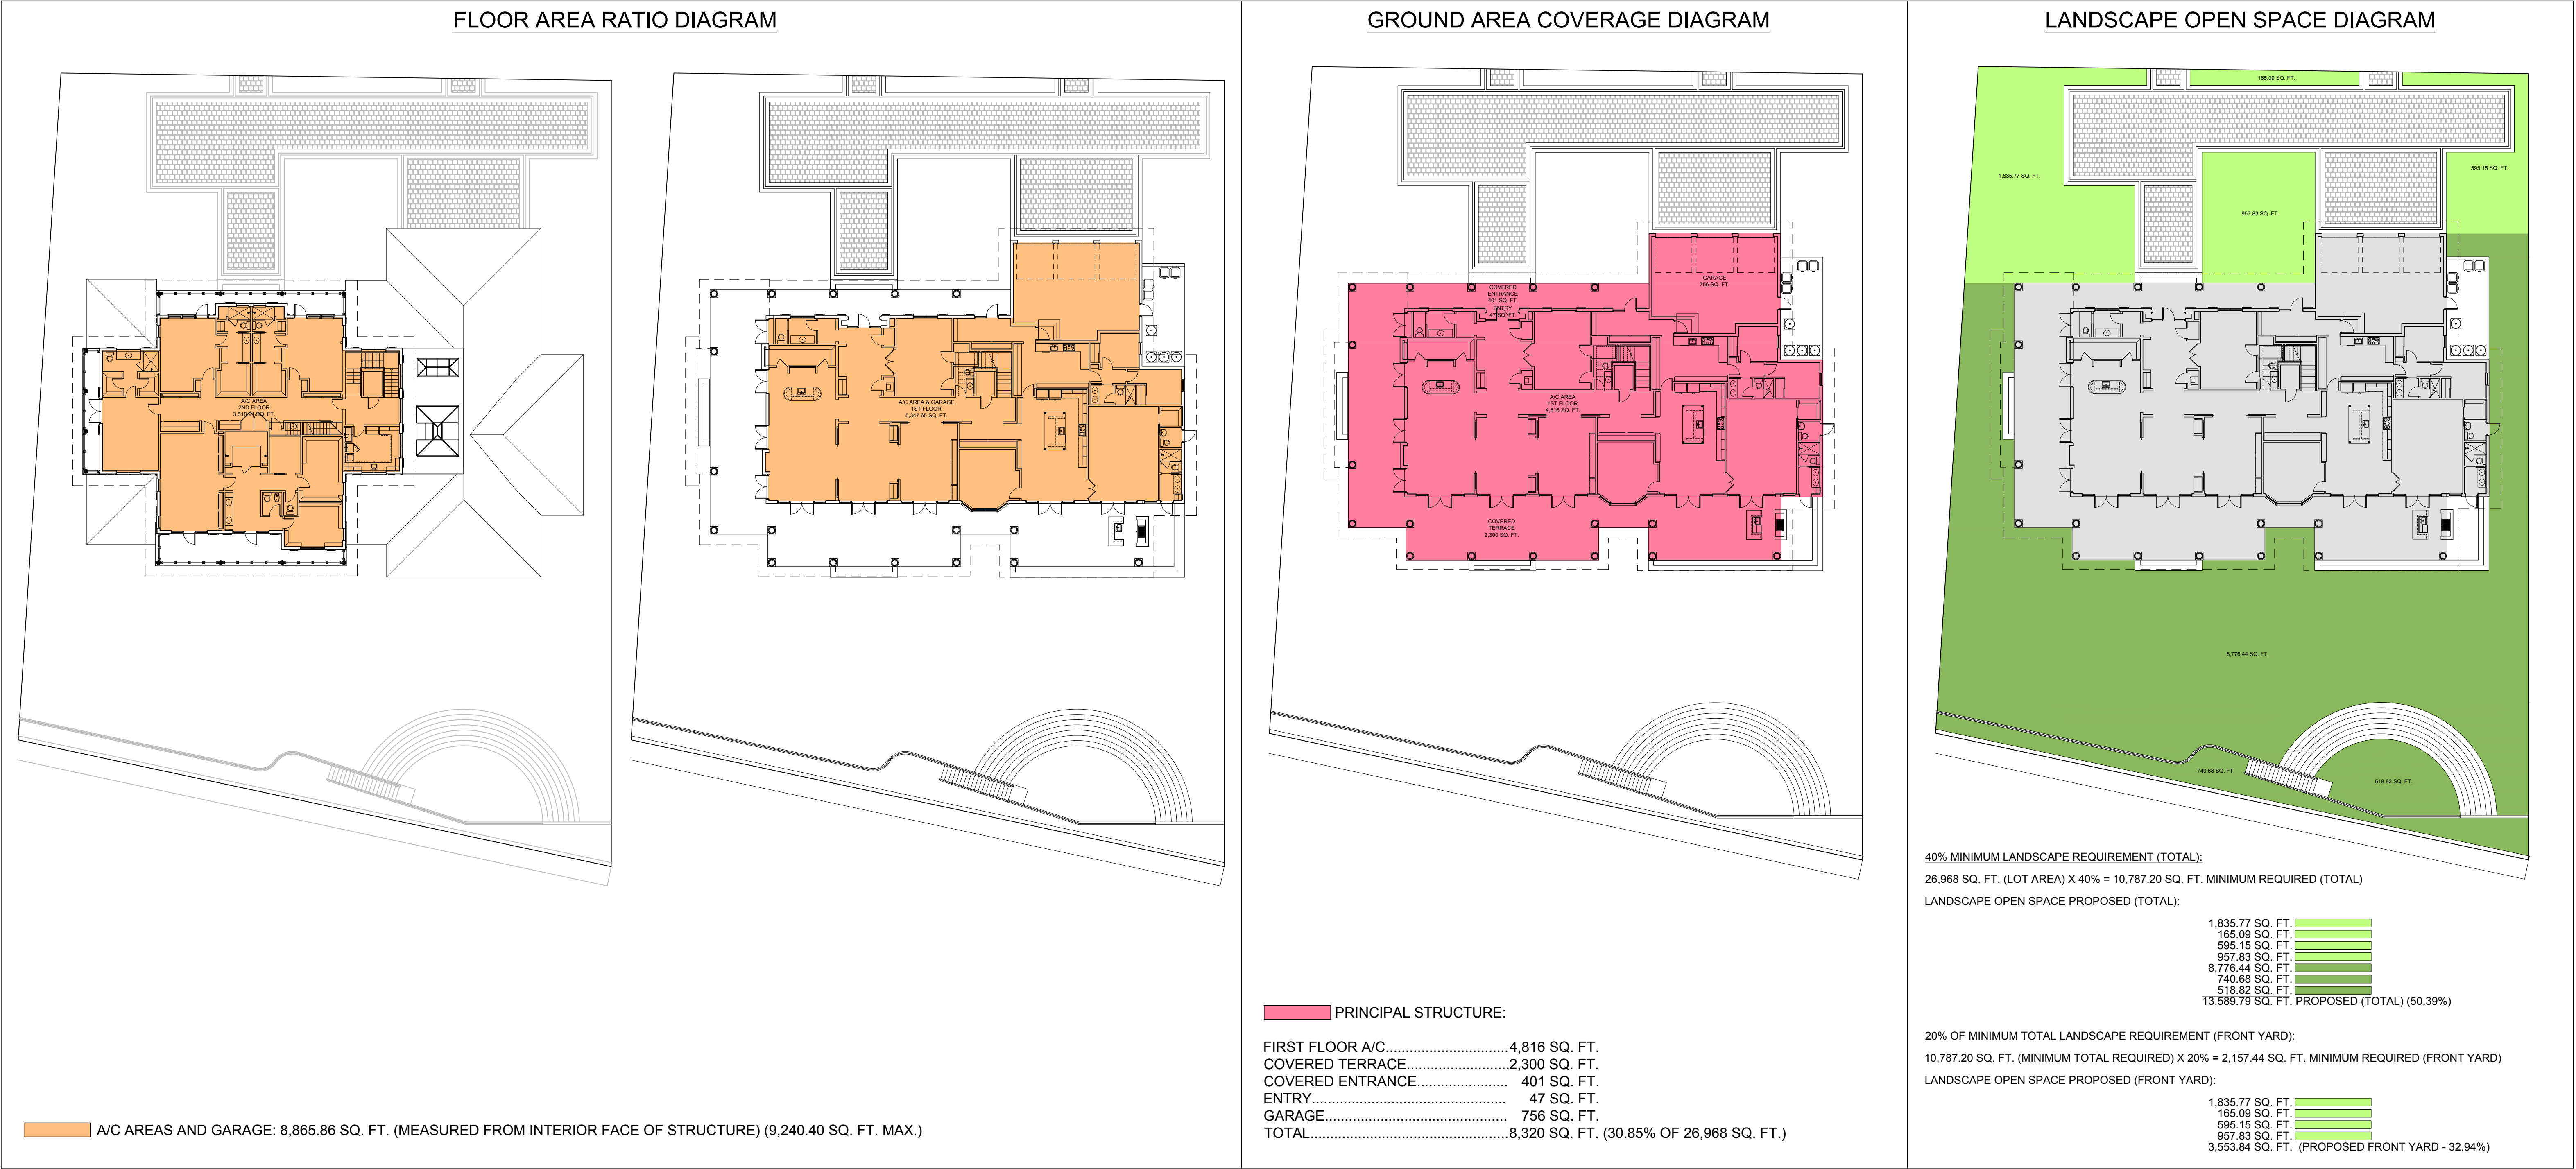 FLOOR AREA RATIO DIAGRAM
A/C AREA
2ND FLOOR
3,518.21 SQ. FT.
A/C AREA & GARAGE
1ST FLOOR
5,347.65 SQ. FT.
A/C AREAS AND GARAGE: 8,865.86 SQ. FT. (MEASURED FROM INTERIOR FACE OF STRUCTURE) (9,240.40 SQ. FT. MAX.)
GROUND AREA COVERAGE DIAGRAM
GARAGE
756 SQ. FT.
COVERED
ENTRANCE
401 SQ. FT.
ENTRY
47 SQ. FT.
A/C AREA
1ST FLOOR
4,816 SQ. FT.
COVERED
TERRACE
2,300 SQ. FT.
PRINCIPAL STRUCTURE:
FIRST FLOOR A/C..............................4,816 SQ. FT.
COVERED TERRACE.........................2,300 SQ. FT.
COVERED ENTRANCE...................... 401 SQ. FT.
ENTRY................................................ 47 SQ. FT.
GARAGE............................................. 756 SQ. FT.
TOTAL.................................................8,320 SQ. FT. (30.85% OF 26,968 SQ. FT.)
LANDSCAPE OPEN SPACE DIAGRAM
165.09 SQ. FT.
595.15 SQ. FT.
1,835.77 SQ. FT.
957.83 SQ. FT.
8,776.44 SQ. FT.
740.68 SQ. FT.
518.82 SQ. FT.
40% MINIMUM LANDSCAPE REQUIREMENT (TOTAL):
26,968 SQ. FT. (LOT AREA) X 40% = 10,787.20 SQ. FT. MINIMUM REQUIRED (TOTAL)
LANDSCAPE OPEN SPACE PROPOSED (TOTAL):
1,835.77 SQ. FT.
165.09 SQ. FT.
595.15 SQ. FT.
957.83 SQ. FT.
8,776.44 SQ. FT.
740.68 SQ. FT.
518.82 SQ. FT.
13,589.79 SQ. FT. PROPOSED (TOTAL) (50.39%)
20% OF MINIMUM TOTAL LANDSCAPE REQUIREMENT (FRONT YARD):
10,787.20 SQ. FT. (MINIMUM TOTAL REQUIRED) X 20% = 2,157.44 SQ. FT. MINIMUM REQUIRED (FRONT YARD)
LANDSCAPE OPEN SPACE PROPOSED (FRONT YARD):
1,835.77 SQ. FT.
165.09 SQ. FT.
595.15 SQ. FT.
957.83 SQ. FT.
3,553.84 SQ. FT. (PROPOSED FRONT YARD - 32.94%)